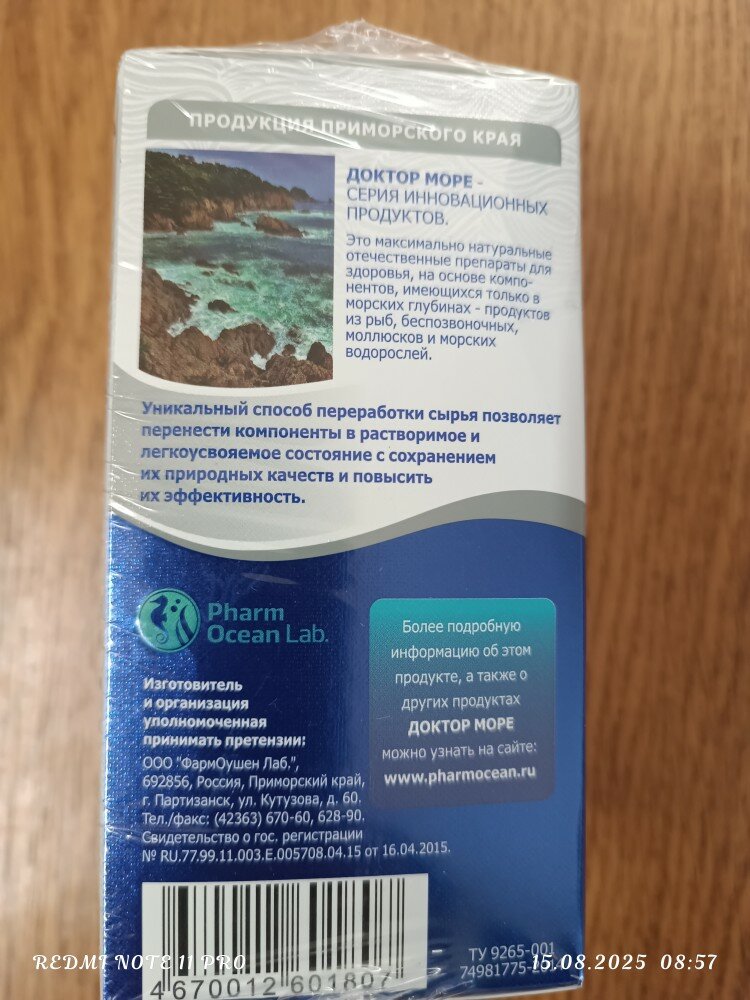 ПРОДУКЦИЯ ПРИМОРСКОГО КРАЯ
ДОКТОР МОРЕ -
СЕРИЯ ИННОВАЦИОННЫХ
ПРОДУКТОВ.
Это максимально натуральные
отечественные препараты для
здоровья, на основе компо-
нентов, имеющихся только в
морских глубинах - продуктов
из рыб, беспозвоночных,
моллюсков и морских
водорослей.
Уникальный способ переработки сырья позволяет
перенести компоненты в растворимое и
легкоусвояемое состояние с сохранением
их природных качеств и повысить
их эффективность.
Pharm
Ocean Lab.
Изготовитель
и организация
уполномоченная
принимать претензии:
ООО "ФармОушен Лаб.",
692856, Россия, Приморский край,
г. Партизанск, ул. Кутузова, д. 60.
Тел./факс: (42363) 670-60, 628-90.
Свидетельство о гос. регистрации
№ RU.77.99.11.003.Е.005708.04.15 от 16.04.2015.
Более подробную
информацию об этом
продукте, а также о
других продуктах
ДОКТОР МОРЕ
можно узнать на сайте:
www.pharmocean.ru
4 670012 601807
ТУ 9265-001
74981775-
REDMI NOTE 11 PRO
15.08.2025 08:57